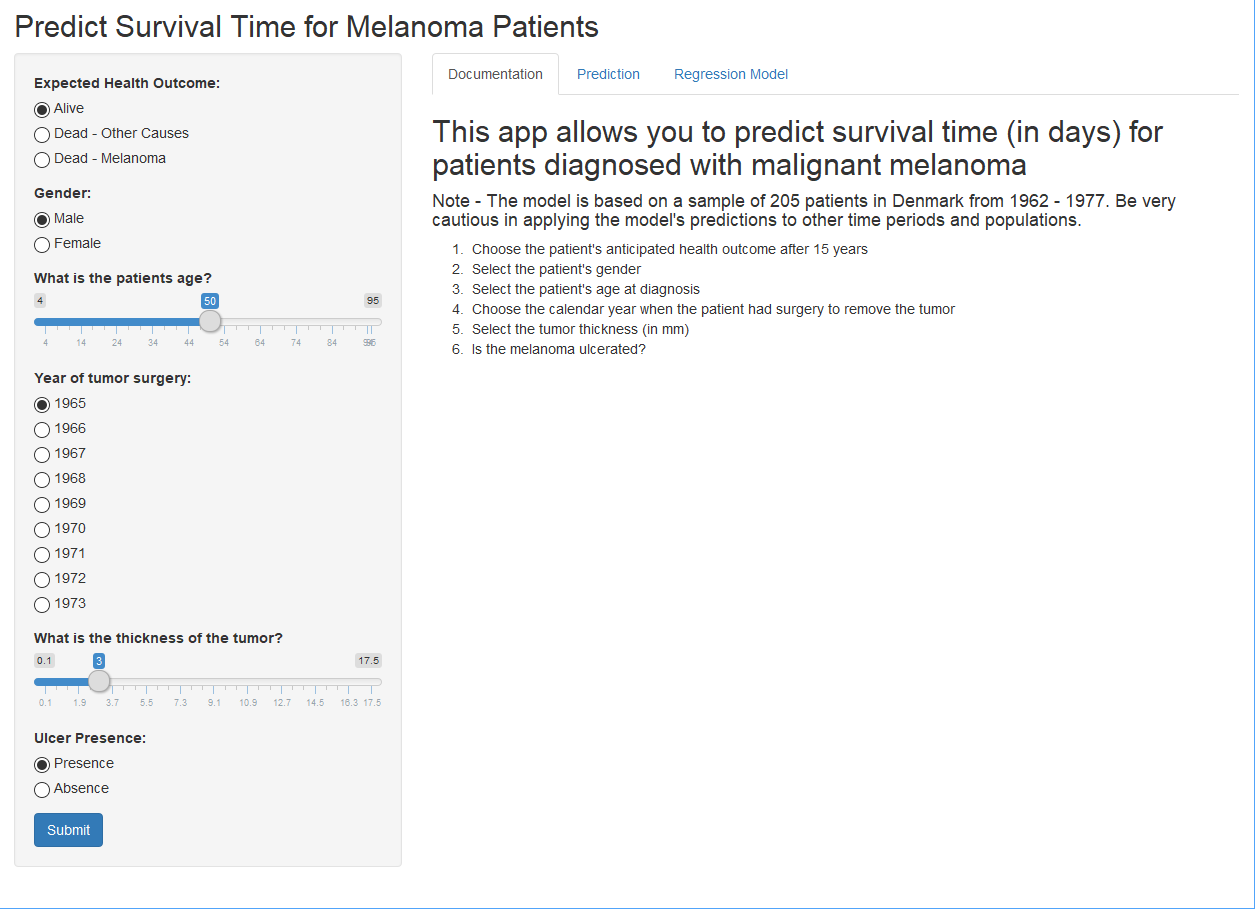 Predict Survival Time for Melanoma Patients
Expected Health Outcome:
Alive
Dead - Other Causes
Dead - Melanoma
Gender:
Male
Female
What is the patients age?
4 50 95
4 14 24 34 44 54 64 74 84 94 95
Year of tumor surgery:
1965
1966
1967
1968
1969
1970
1971
1972
1973
What is the thickness of the tumor?
0.1 3 17.5
0.1 1.9 3.7 5.5 7.3 9.1 10.9 12.7 14.5 16.3 17.5
Ulcer Presence:
Presence
Absence
Submit
Documentation Prediction Regression Model
This app allows you to predict survival time (in days) for
patients diagnosed with malignant melanoma
Note - The model is based on a sample of 205 patients in Denmark from 1962 - 1977. Be very
cautious in applying the model's predictions to other time periods and populations.
1. Choose the patient's anticipated health outcome after 15 years
2. Select the patient's gender
3. Select the patient's age at diagnosis
4. Choose the calendar year when the patient had surgery to remove the tumor
5. Select the tumor thickness (in mm)
6. Is the melanoma ulcerated?